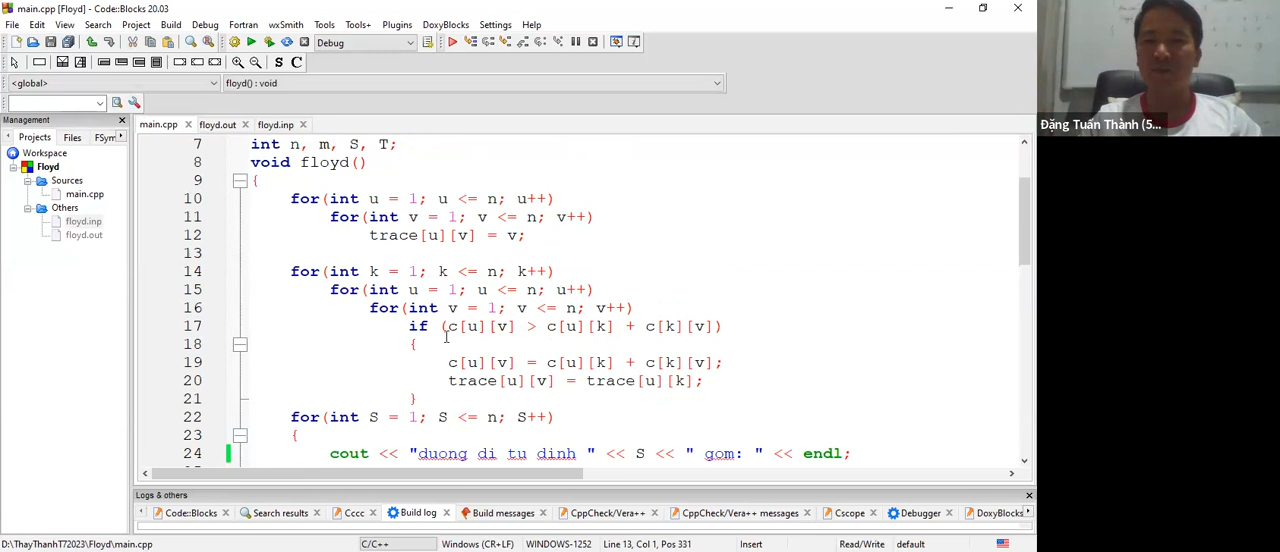 main.cpp [Floyd] - Code::Blocks 20.03
File Edit View Search Project Build Debug Fortran wxSmith Tools Tools+ Plugins DoxyBlocks Settings Help
Debug
S C
<global> floyd() : void
Management
Projects Files FSym
Workspace
Floyd
Sources
main.cpp
Others
floyd.inp
floyd.out
main.cpp floyd.out floyd.inp
7 int n, m, S, T;
8 void floyd()
9 {
10 for(int u = 1; u <= n; u++)
11 for(int v = 1; v <= n; v++)
12 trace[u][v] = v;
13
14 for(int k = 1; k <= n; k++)
15 for(int u = 1; u <= n; u++)
16 for(int v = 1; v <= n; v++)
17 if (c[u][v] > c[u][k] + c[k][v])
18 {
19 c[u][v] = c[u][k] + c[k][v];
20 trace[u][v] = trace[u][k];
21 }
22 for(int S = 1; S <= n; S++)
23 {
24 cout << "duong di tu dinh " << S << " gom: " << endl;
Logs & others
Code::Blocks Search results Cccc Build log Build messages CppCheck/Vera++ CppCheck/Vera++ messages Cscope Debugger DoxyBlocks
D:\ThayThanhT72023\Floyd\main.cpp C/C++ Windows (CR+LF) WINDOWS-1252 Line 13, Col 1, Pos 331 Insert Read/Write default
Đặng Tuấn Thành (5...